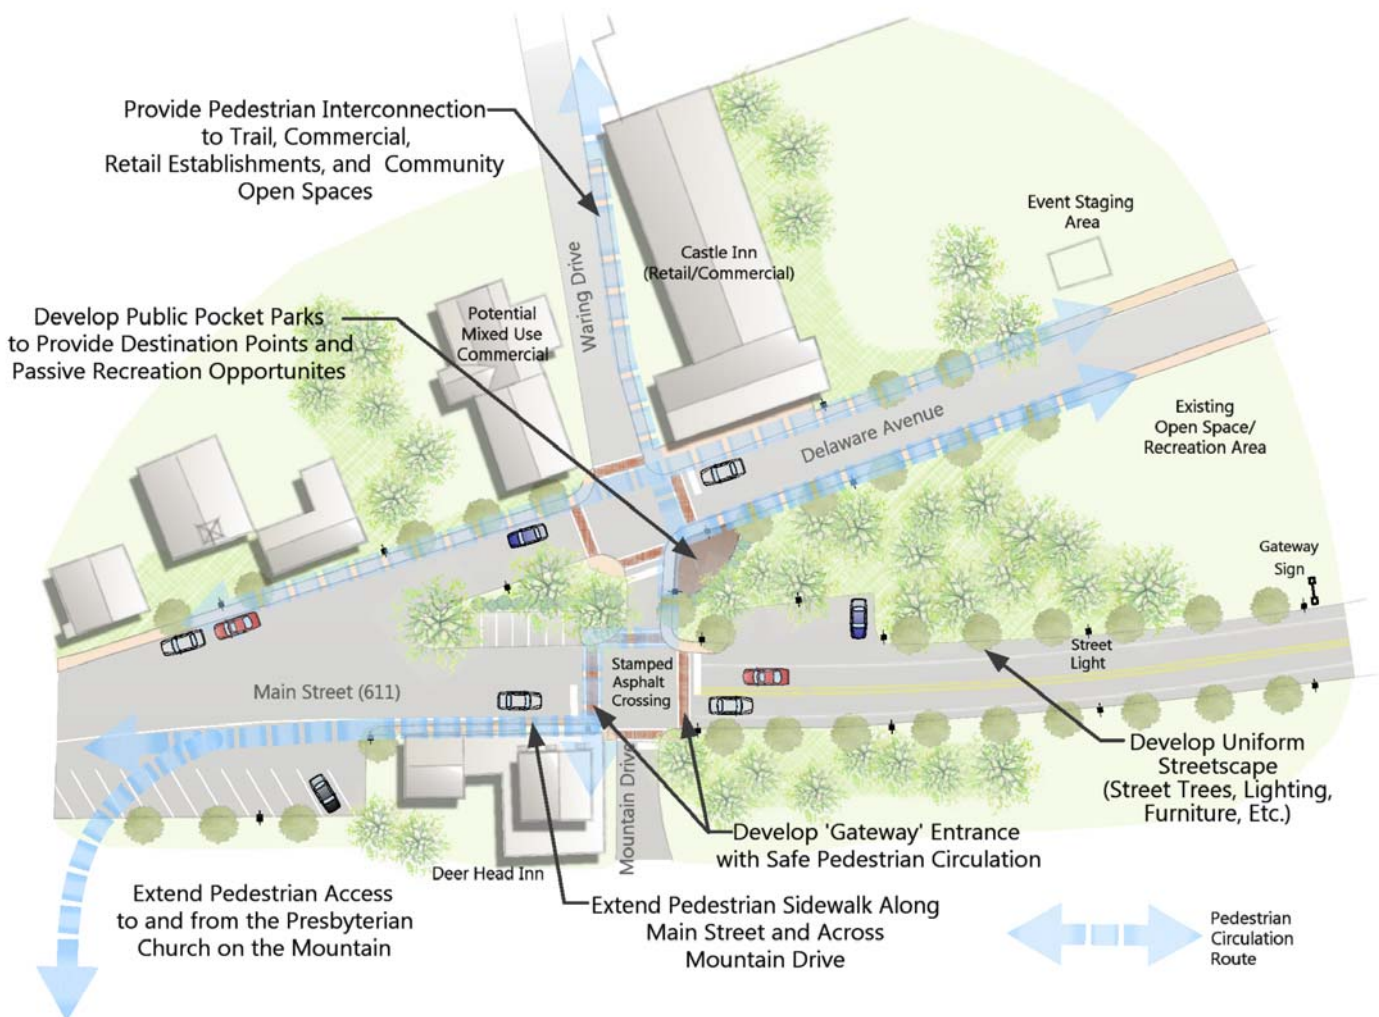 Provide Pedestrian Interconnection
to Trail, Commercial,
Retail Establishments, and Community
Open Spaces
Event Staging
Area
Castle Inn
(Retail/Commercial)
Waring Drive
Develop Public Pocket Parks
to Provide Destination Points and
Passive Recreation Opportunites
Potential
Mixed Use
Commercial
Delaware Avenue
Existing
Open Space/
Recreation Area
Gateway
Sign
Street
Light
Stamped
Asphalt
Crossing
Main Street (611)
Mountain Drive
Develop Uniform
Streetscape
(Street Trees, Lighting,
Furniture, Etc.)
Develop 'Gateway' Entrance
with Safe Pedestrian Circulation
Deer Head Inn
Extend Pedestrian Access
to and from the Presbyterian
Church on the Mountain
Extend Pedestrian Sidewalk Along
Main Street and Across
Mountain Drive
Pedestrian
Circulation
Route